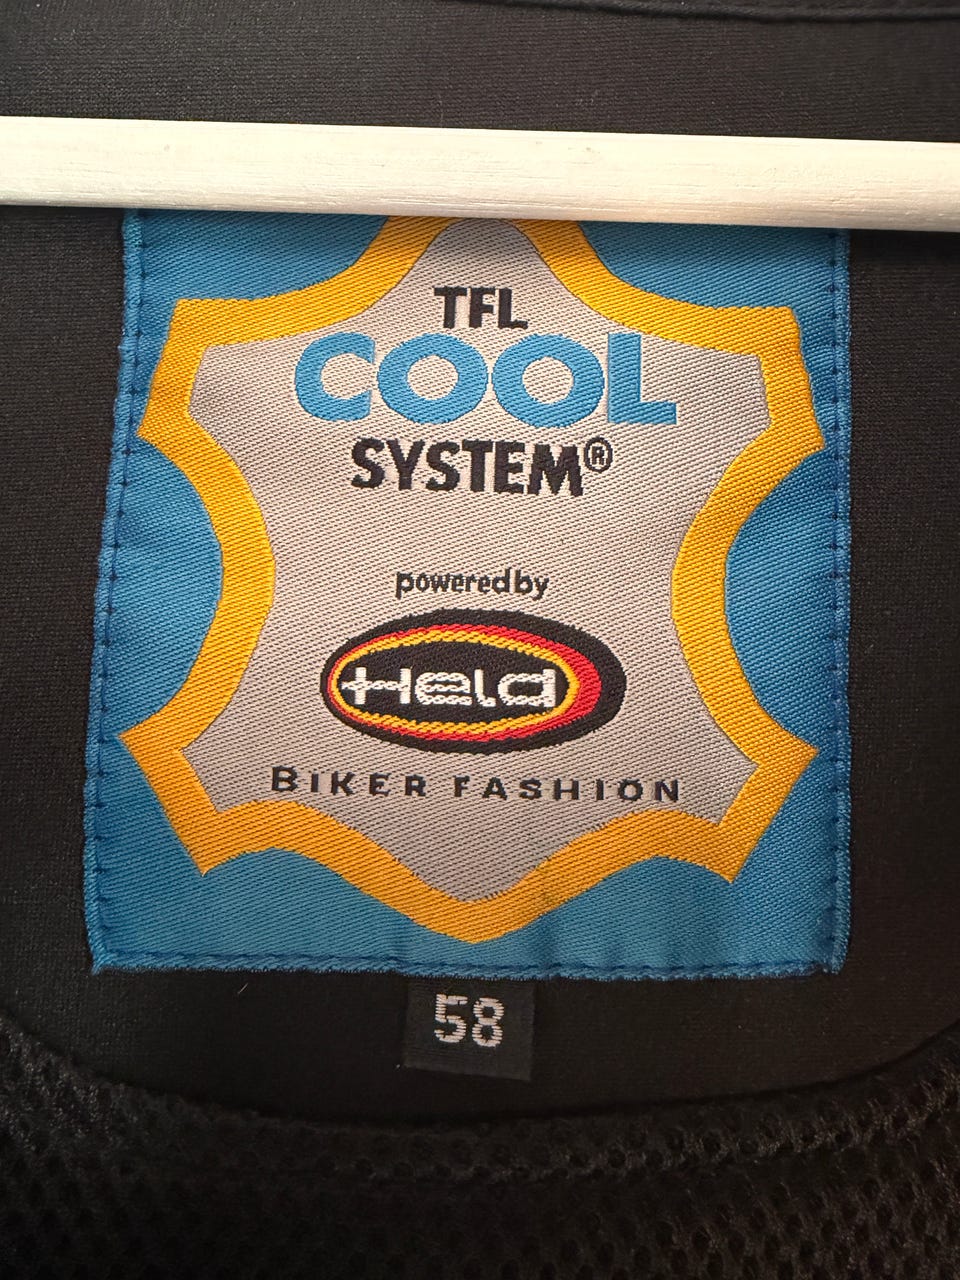 TFL
COOL
SYSTEM®
powered by
Held
BIKER FASHION
58